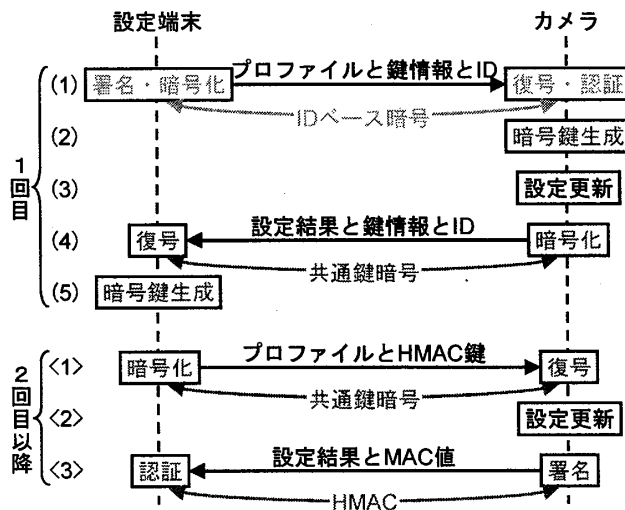 設定端末 カメラ
1回目
(1) 署名・暗号化 プロファイルと鍵情報とID 復号・認証
IDベース暗号
(2) 暗号鍵生成
(3) 設定更新
(4) 復号 設定結果と鍵情報とID 暗号化
共通鍵暗号
(5) 暗号鍵生成
2回目以降
<1> 暗号化 プロファイルとHMAC鍵 復号
共通鍵暗号
<2> 設定更新
<3> 認証 設定結果とMAC値 署名
HMAC